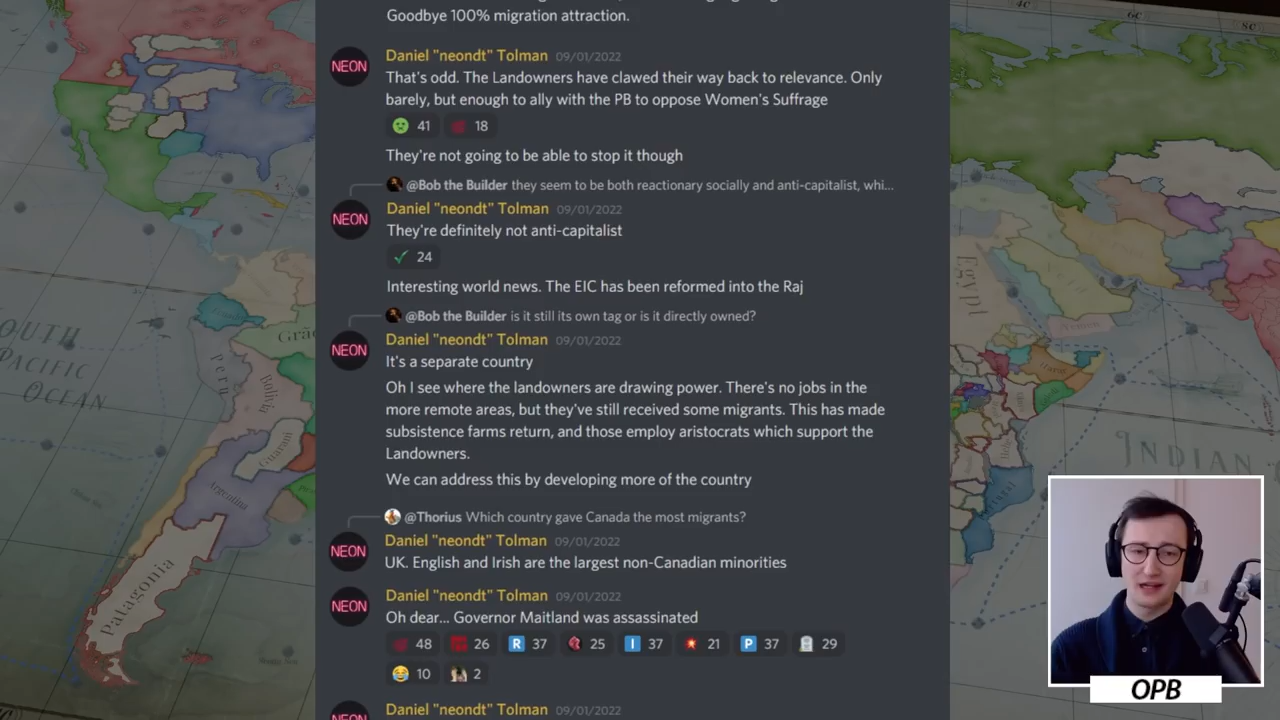 Goodbye 100% migration attraction.
NEON
Daniel "neondt" Tolman 09/01/2022
That's odd. The Landowners have clawed their way back to relevance. Only
barely, but enough to ally with the PB to oppose Women's Suffrage
41 18
They're not going to be able to stop it though
@Bob the Builder they seem to be both reactionary socially and anti-capitalist, whi...
NEON
Daniel "neondt" Tolman 09/01/2022
They're definitely not anti-capitalist
24
Interesting world news. The EIC has been reformed into the Raj
@Bob the Builder is it still its own tag or is it directly owned?
NEON
Daniel "neondt" Tolman 09/01/2022
It's a separate country
Oh I see where the landowners are drawing power. There's no jobs in the
more remote areas, but they've still received some migrants. This has made
subsistence farms return, and those employ aristocrats which support the
Landowners.
We can address this by developing more of the country
@Thorius Which country gave Canada the most migrants?
NEON
Daniel "neondt" Tolman 09/01/2022
UK. English and Irish are the largest non-Canadian minorities
NEON
Daniel "neondt" Tolman 09/01/2022
Oh dear... Governor Maitland was assassinated
48 26 R 37 25 I 37 21 P 37 29
10 2
NEON
Daniel "neondt" Tolman 09/01/2022
SOUTH
PACIFIC
OCEAN
Grã
Peru
Bolivia
Guaraní
Argentina
Patagonia
Egypt
INDIAN
OPB